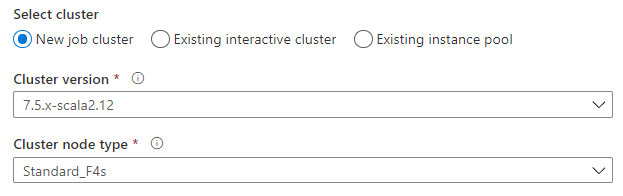 Select cluster
New job cluster Existing interactive cluster Existing instance pool
Cluster version *
7.5.x-scala2.12
Cluster node type *
Standard_F4s